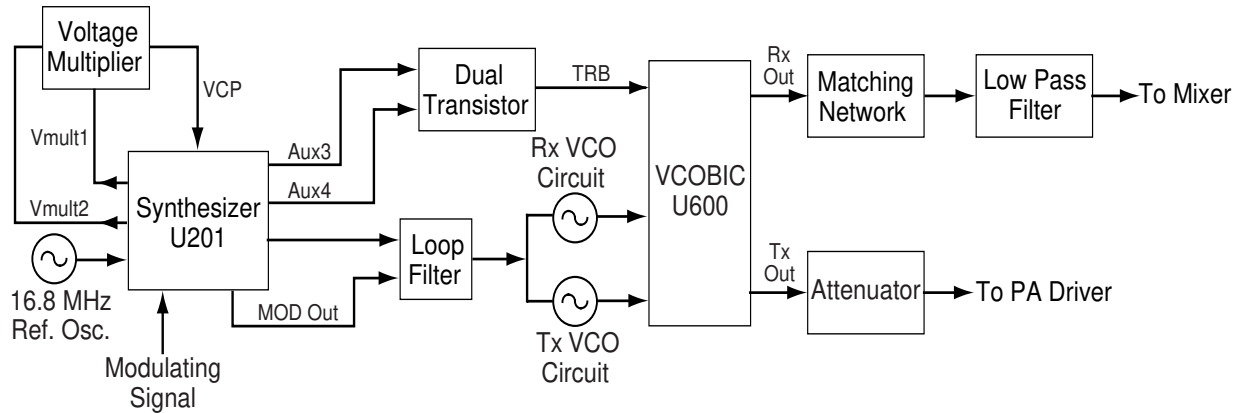 Voltage
Multiplier
VCP
Vmult1
Vmult2
Synthesizer
U201
16.8 MHz
Ref. Osc.
Modulating
Signal
Aux3
Aux4
MOD Out
Dual
Transistor
TRB
Loop
Filter
Rx VCO
Circuit
Tx VCO
Circuit
VCOBIC
U600
Rx
Out
Matching
Network
Low Pass
Filter
To Mixer
Tx
Out
Attenuator
To PA Driver